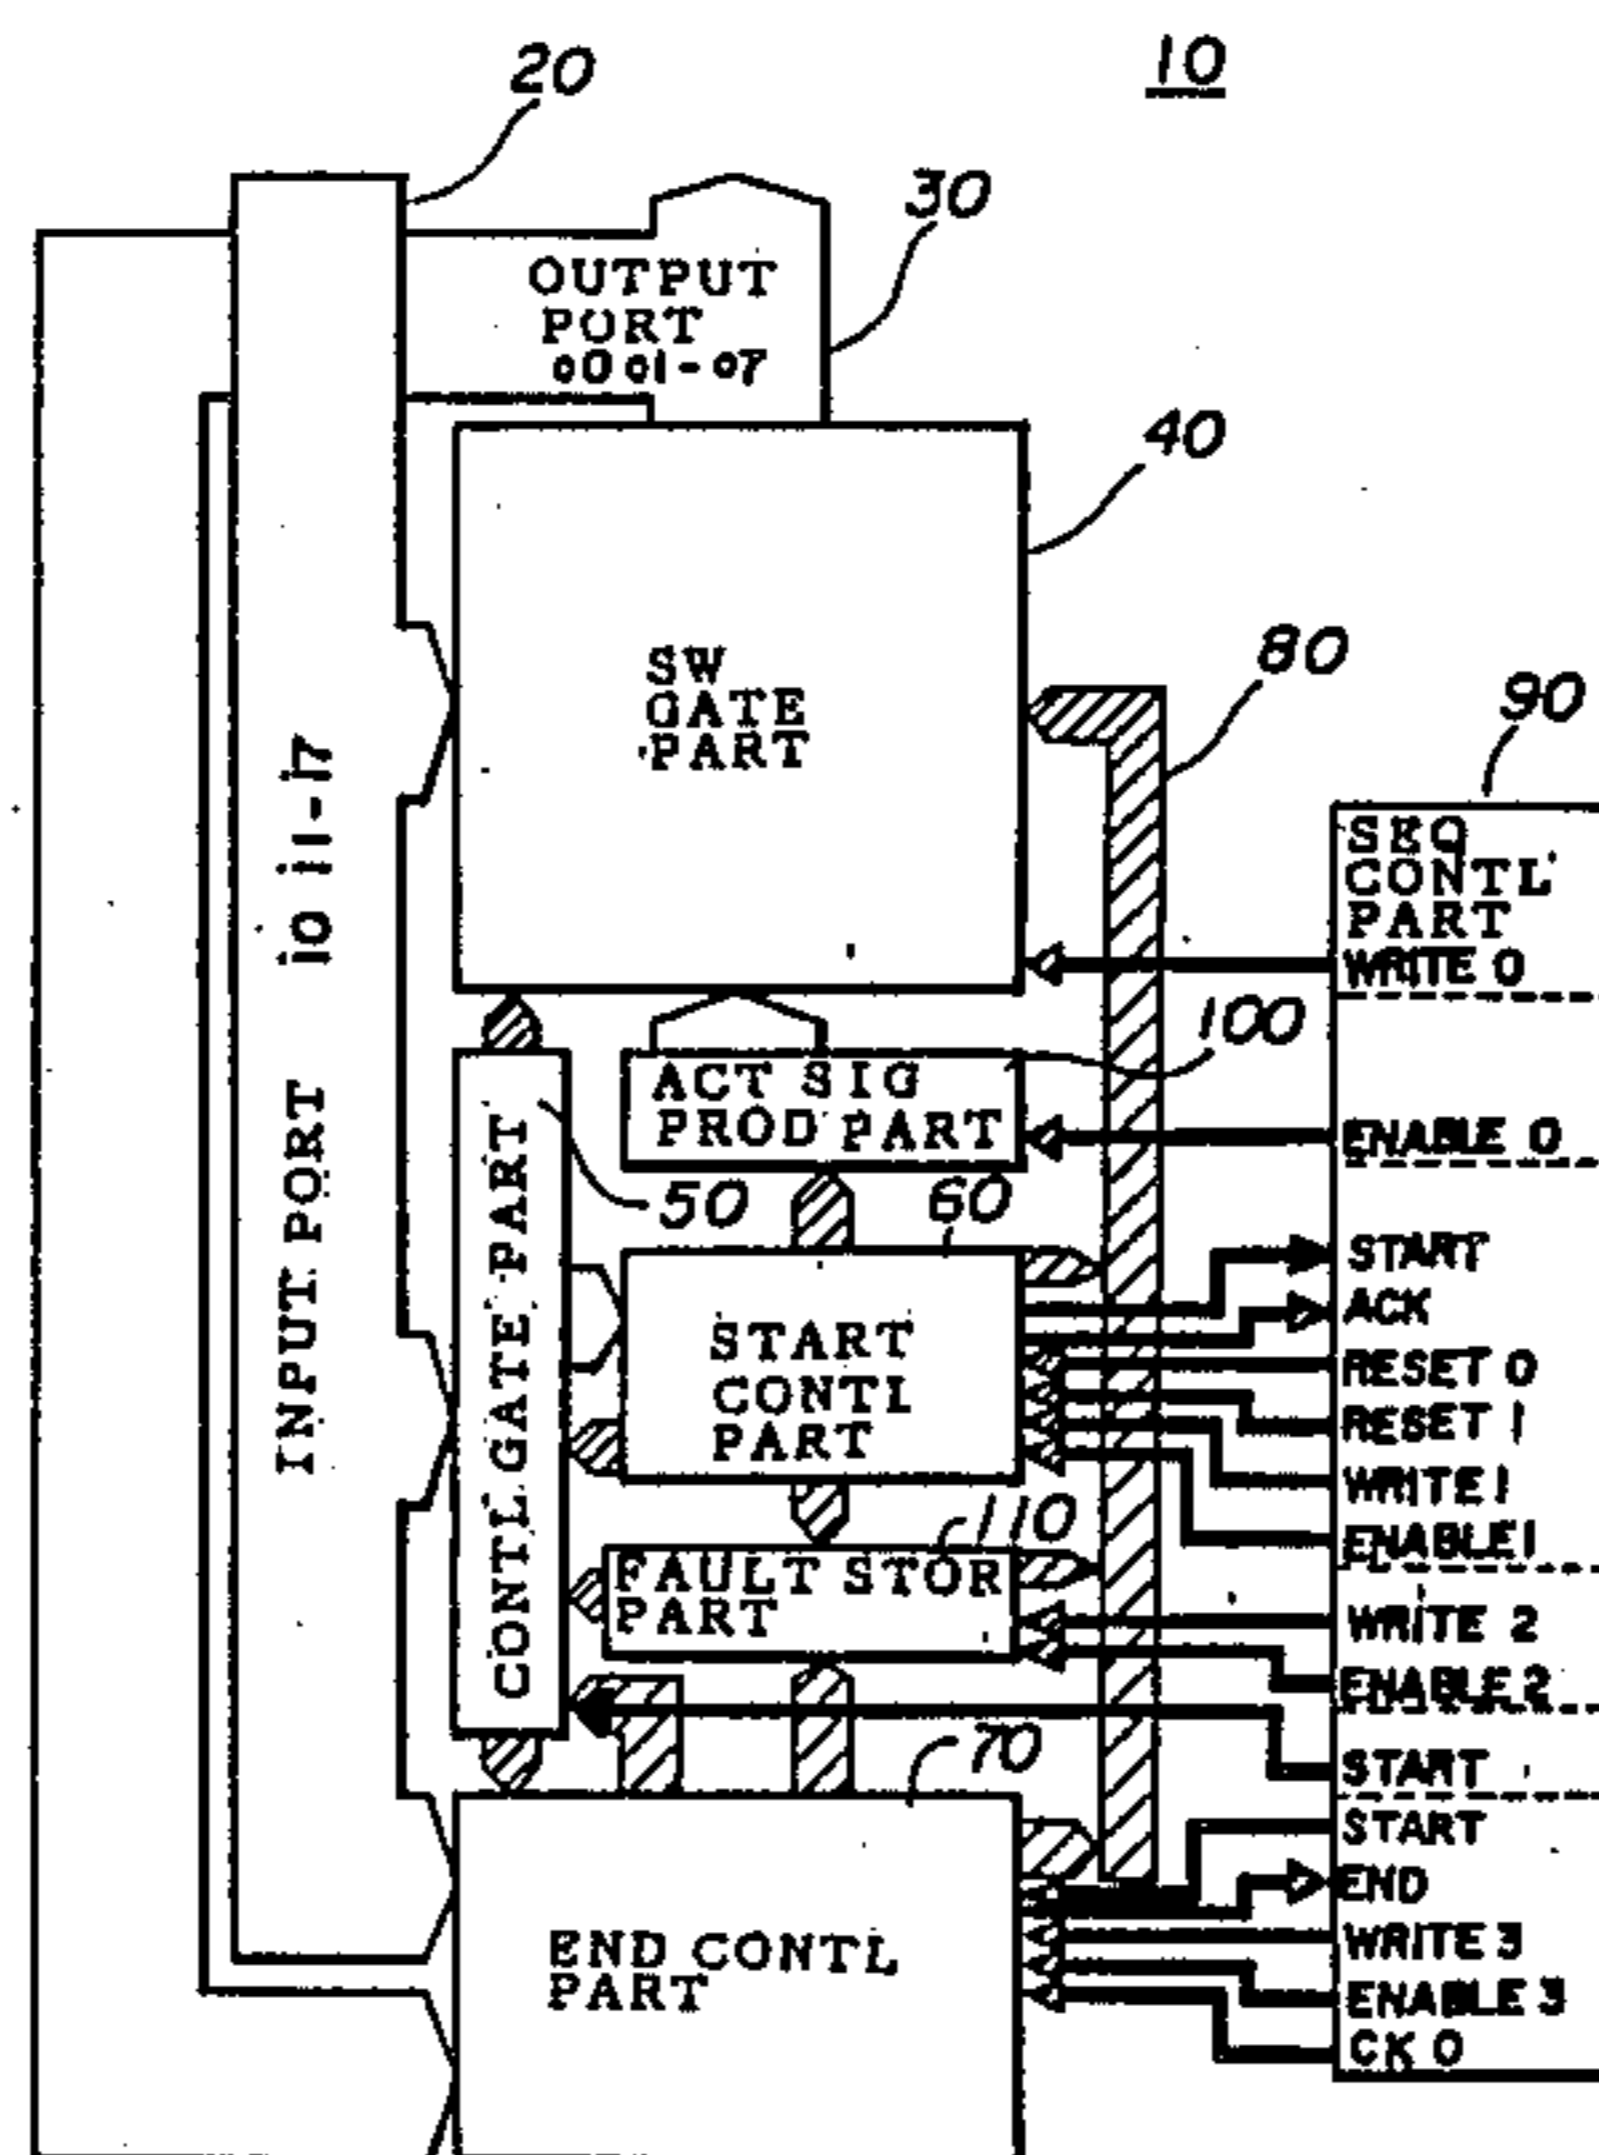 10
20
30
OUTPUT
PORT
o0 o1-o7
40
SW
GATE
PART
80
90
SEQ
CONTL
PART
WRITE 0
i0 i1-i7
INPUT PORT
100
ACT SIG
PROD PART
ENABLE 0
CONTL GATE PART
50
60
START
CONTL
PART
START
ACK
RESET 0
RESET 1
WRITE 1
ENABLE 1
110
FAULT STOR
PART
WRITE 2
ENABLE 2
START
70
END CONTL
PART
START
END
WRITE 3
ENABLE 3
CK 0